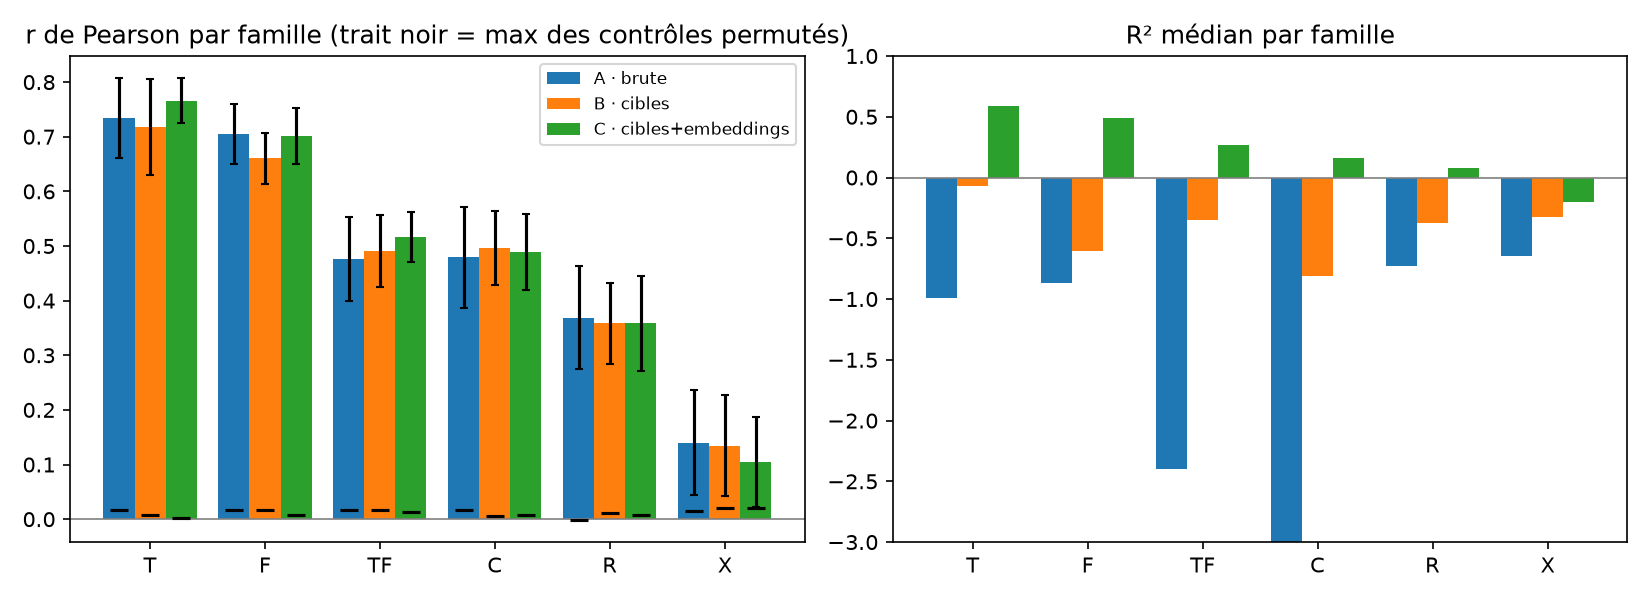 r de Pearson par famille (trait noir = max des contrôles permutés)
0.8
0.7
0.6
0.5
0.4
0.3
0.2
0.1
0.0
A · brute
B · cibles
C · cibles+embeddings
T
F
TF
C
R
X
R² médian par famille
1.0
0.5
0.0
−0.5
−1.0
−1.5
−2.0
−2.5
−3.0
T
F
TF
C
R
X